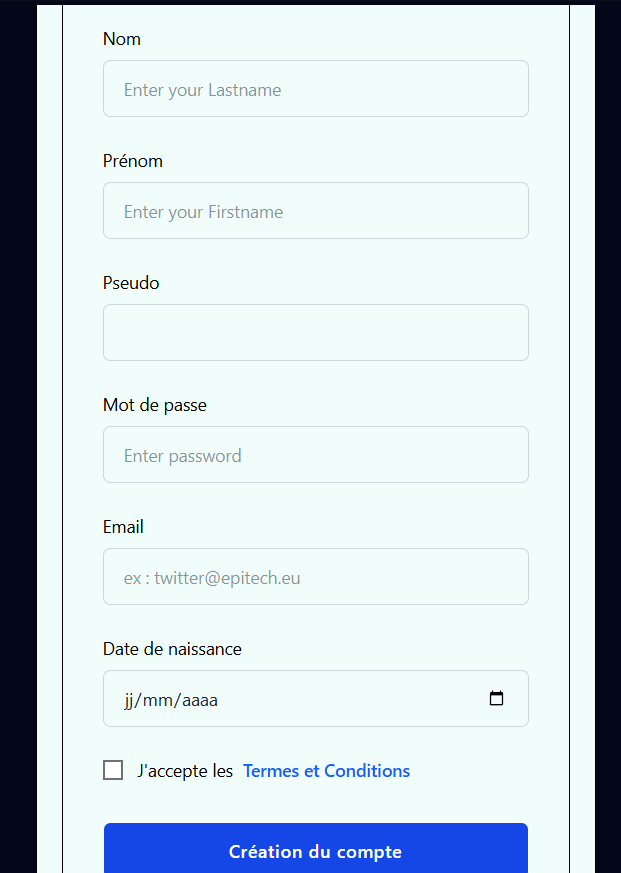 Nom
Enter your Lastname
Prénom
Enter your Firstname
Pseudo
Mot de passe
Enter password
Email
ex : twitter@epitech.eu
Date de naissance
jj/mm/aaaa
J'accepte les Termes et Conditions
Création du compte